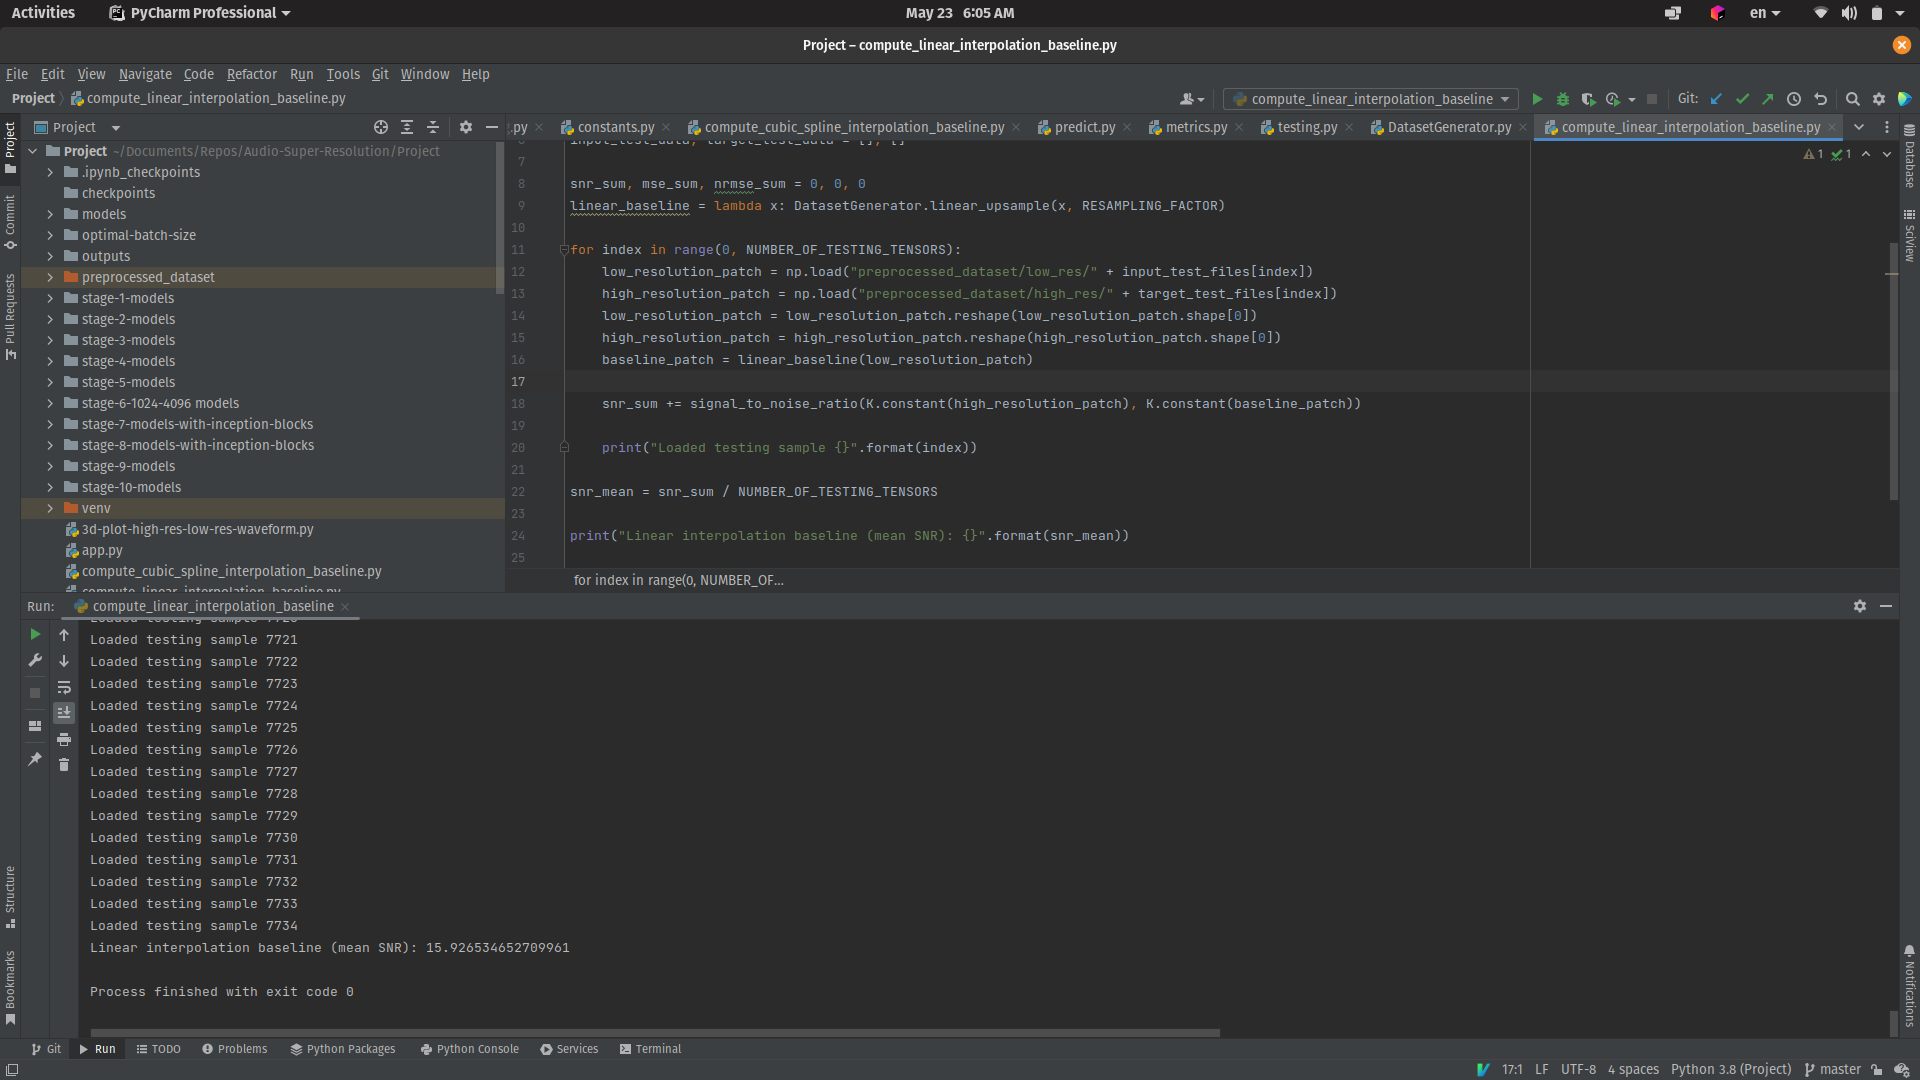 Activities
PyCharm Professional
May 23 6:05 AM
en
Project – compute_linear_interpolation_baseline.py
File Edit View Navigate Code Refactor Run Tools Git Window Help
Project
compute_linear_interpolation_baseline.py
compute_linear_interpolation_baseline
Git:
Project
Commit
Pull Requests
Structure
Bookmarks
Project
Project ~/Documents/Repos/Audio-Super-Resolution/Project
.ipynb_checkpoints
checkpoints
models
optimal-batch-size
outputs
preprocessed_dataset
stage-1-models
stage-2-models
stage-3-models
stage-4-models
stage-5-models
stage-6-1024-4096 models
stage-7-models-with-inception-blocks
stage-8-models-with-inception-blocks
stage-9-models
stage-10-models
venv
3d-plot-high-res-low-res-waveform.py
app.py
compute_cubic_spline_interpolation_baseline.py
compute_linear_interpolation_baseline.py
.py
constants.py
compute_cubic_spline_interpolation_baseline.py
predict.py
metrics.py
testing.py
DatasetGenerator.py
compute_linear_interpolation_baseline.py
1 1
6 input_test_data, target_test_data = [], []
7
8 snr_sum, mse_sum, nrmse_sum = 0, 0, 0
9 linear_baseline = lambda x: DatasetGenerator.linear_upsample(x, RESAMPLING_FACTOR)
10
11 for index in range(0, NUMBER_OF_TESTING_TENSORS):
12 low_resolution_patch = np.load("preprocessed_dataset/low_res/" + input_test_files[index])
13 high_resolution_patch = np.load("preprocessed_dataset/high_res/" + target_test_files[index])
14 low_resolution_patch = low_resolution_patch.reshape(low_resolution_patch.shape[0])
15 high_resolution_patch = high_resolution_patch.reshape(high_resolution_patch.shape[0])
16 baseline_patch = linear_baseline(low_resolution_patch)
17
18 snr_sum += signal_to_noise_ratio(K.constant(high_resolution_patch), K.constant(baseline_patch))
19
20 print("Loaded testing sample {}".format(index))
21
22 snr_mean = snr_sum / NUMBER_OF_TESTING_TENSORS
23
24 print("Linear interpolation baseline (mean SNR): {}".format(snr_mean))
25
for index in range(0, NUMBER_OF...
Database
SciView
Notifications
Run:
compute_linear_interpolation_baseline
Loaded testing sample 7720
Loaded testing sample 7721
Loaded testing sample 7722
Loaded testing sample 7723
Loaded testing sample 7724
Loaded testing sample 7725
Loaded testing sample 7726
Loaded testing sample 7727
Loaded testing sample 7728
Loaded testing sample 7729
Loaded testing sample 7730
Loaded testing sample 7731
Loaded testing sample 7732
Loaded testing sample 7733
Loaded testing sample 7734
Linear interpolation baseline (mean SNR): 15.926534652709961
Process finished with exit code 0
Git Run TODO Problems Python Packages Python Console Services Terminal
17:1 LF UTF-8 4 spaces Python 3.8 (Project) master